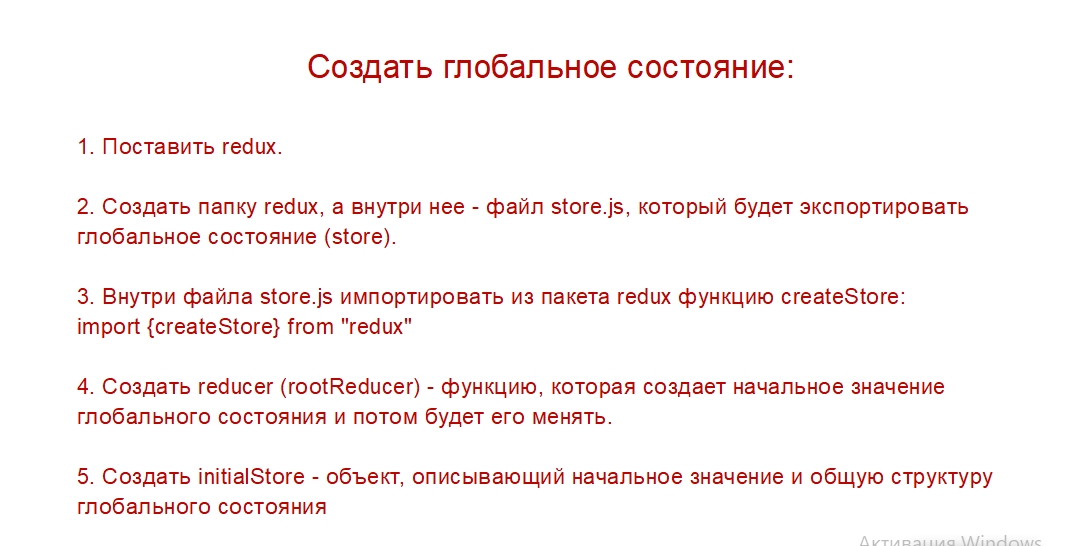 Создать глобальное состояние:
1. Поставить redux.
2. Создать папку redux, а внутри нее - файл store.js, который будет экспортировать
глобальное состояние (store).
3. Внутри файла store.js импортировать из пакета redux функцию createStore:
import {createStore} from "redux"
4. Создать reducer (rootReducer) - функцию, которая создает начальное значение
глобального состояния и потом будет его менять.
5. Создать initialStore - объект, описывающий начальное значение и общую структуру
глобального состояния
Активация Windows